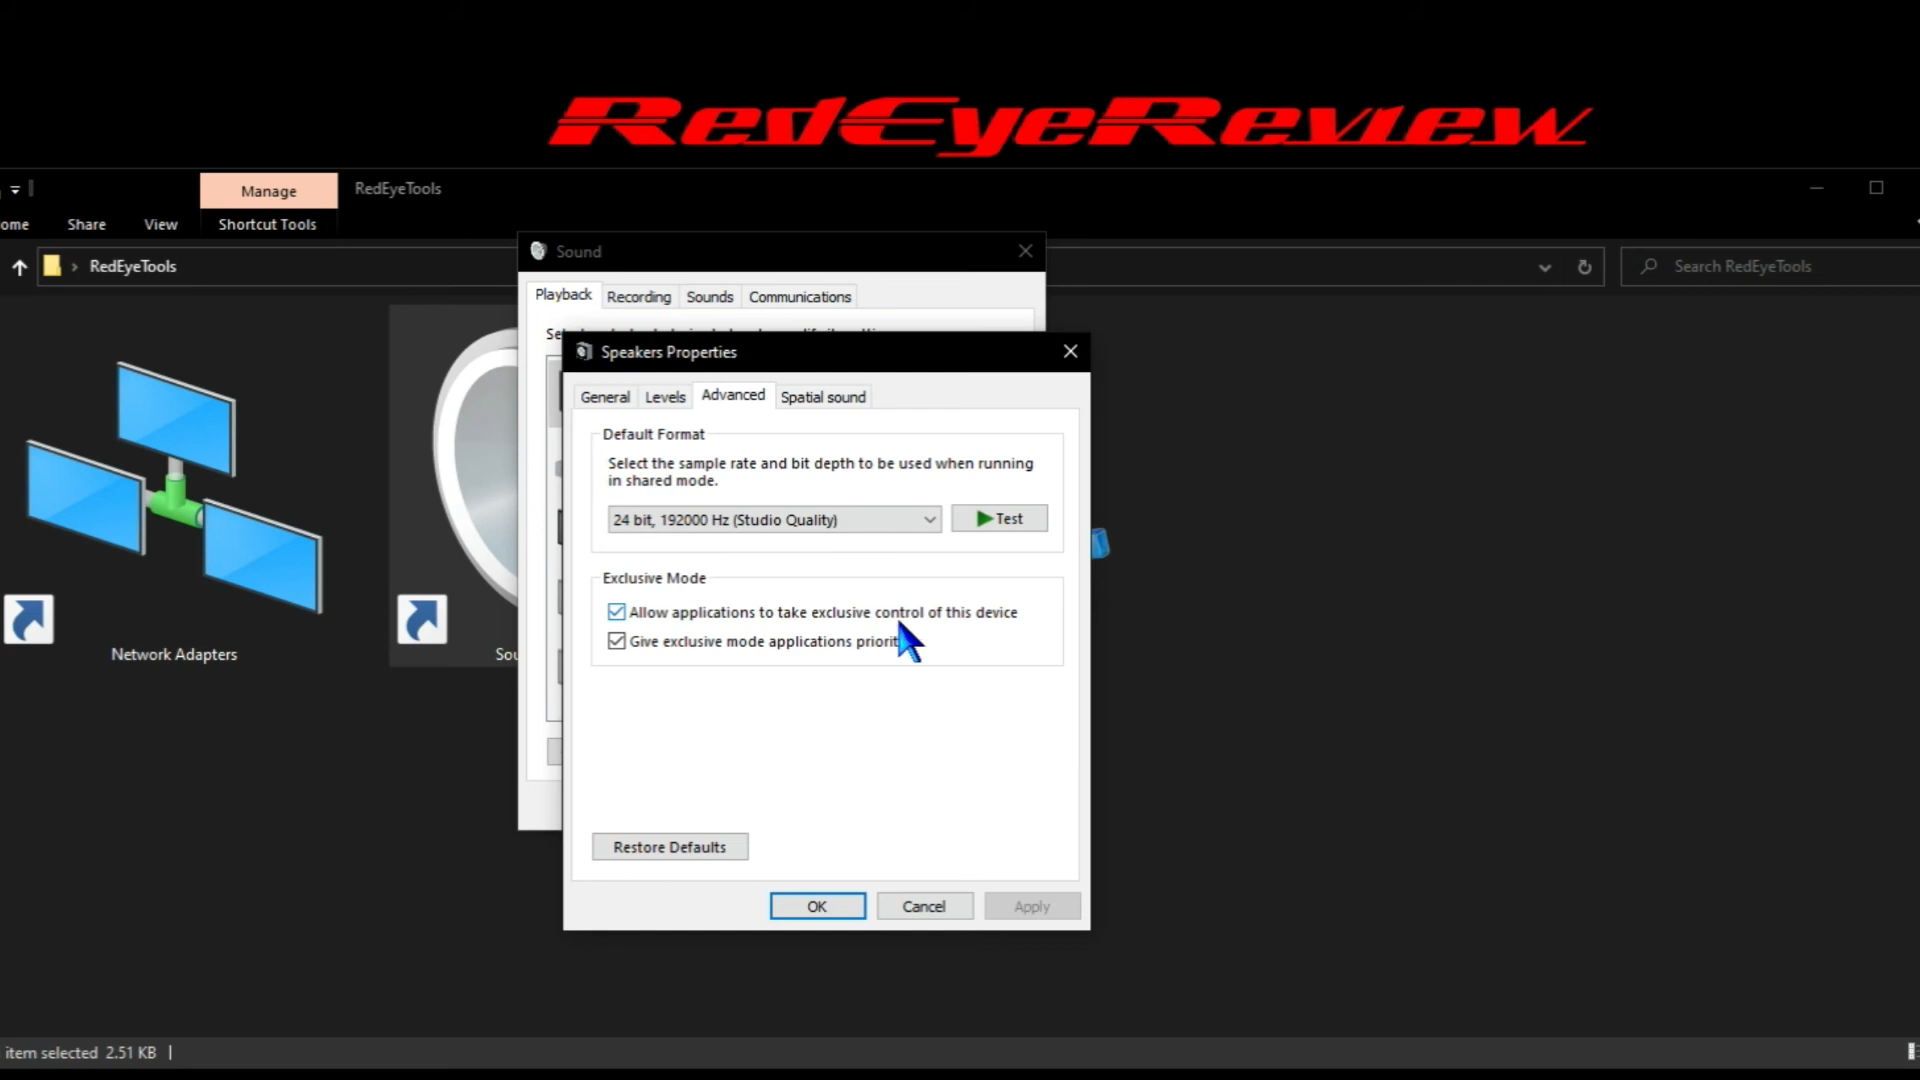 RedEyeReview
Manage
RedEyeTools
ome
Share
View
Shortcut Tools
Sound
RedEyeTools
Search RedEyeTools
Playback
Recording
Sounds
Communications
Speakers Properties
General
Levels
Advanced
Spatial sound
Default Format
Select the sample rate and bit depth to be used when running
in shared mode.
24 bit, 192000 Hz (Studio Quality)
Test
Exclusive Mode
Allow applications to take exclusive control of this device
Give exclusive mode applications priorit
Network Adapters
Sou
Restore Defaults
OK
Cancel
Apply
item selected 2.51 KB